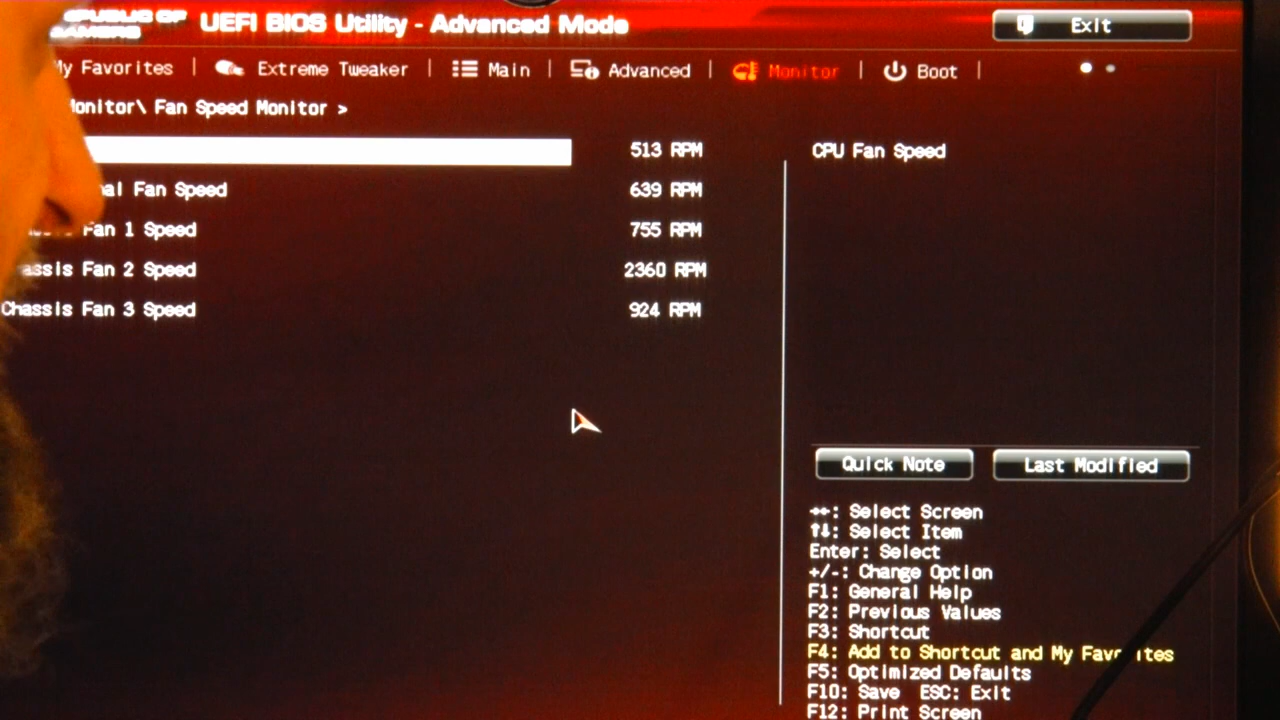 UEFI BIOS Utility - Advanced Mode
Exit
My Favorites | Extreme Tweaker | Main | Advanced | Monitor | Boot |
Monitor\ Fan Speed Monitor >
513 RPM
CPU Fan Speed
Fan Speed 639 RPM
Fan 1 Speed 755 RPM
Chassis Fan 2 Speed 2360 RPM
Chassis Fan 3 Speed 924 RPM
Quick Note
Last Modified
→←: Select Screen
↑↓: Select Item
Enter: Select
+/-: Change Option
F1: General Help
F2: Previous Values
F3: Shortcut
F4: Add to Shortcut and My Favorites
F5: Optimized Defaults
F10: Save ESC: Exit
F12: Print Screen